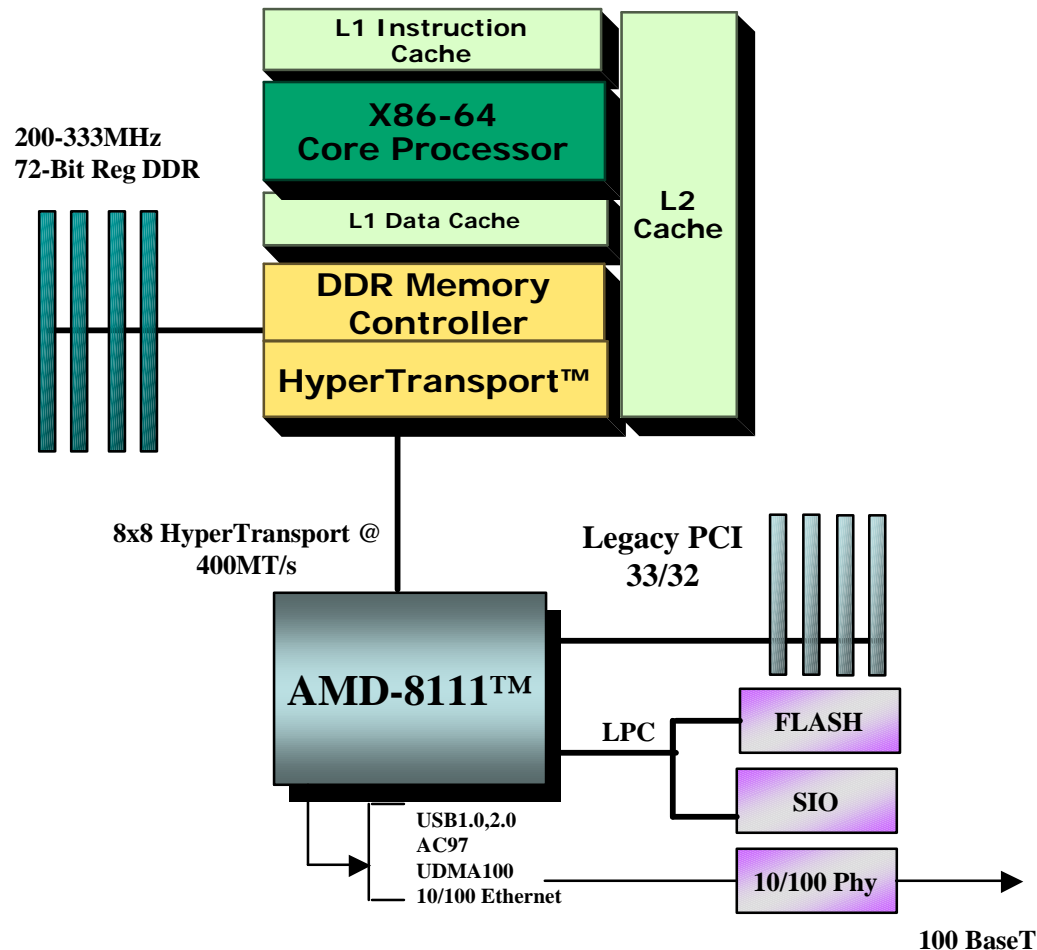 L1 Instruction
Cache
X86-64
Core Processor
200-333MHz
72-Bit Reg DDR
L1 Data Cache
L2
Cache
DDR Memory
Controller
HyperTransport™
8x8 HyperTransport @
400MT/s
Legacy PCI
33/32
AMD-8111™
LPC
FLASH
SIO
USB1.0,2.0
AC97
UDMA100
10/100 Ethernet
10/100 Phy
100 BaseT